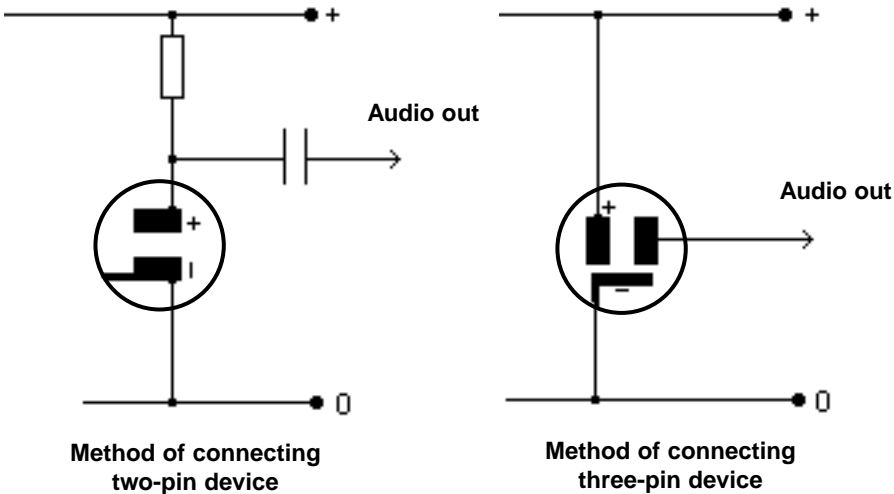 +
Audio out
+
0
Method of connecting
two-pin device
+
Audio out
+
–
0
Method of connecting
three-pin device